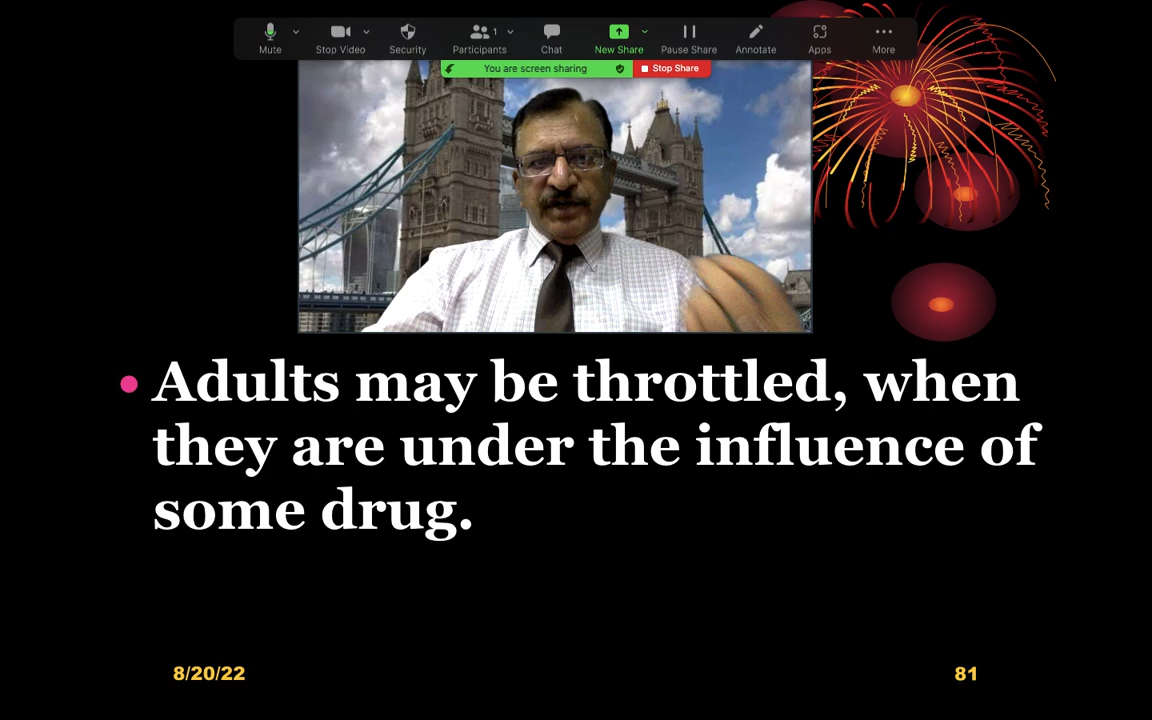 Mute
Stop Video
Security
Participants
1
Chat
New Share
Pause Share
Annotate
Apps
More
You are screen sharing
Stop Share
Adults may be throttled, when
they are under the influence of
some drug.
8/20/22
81